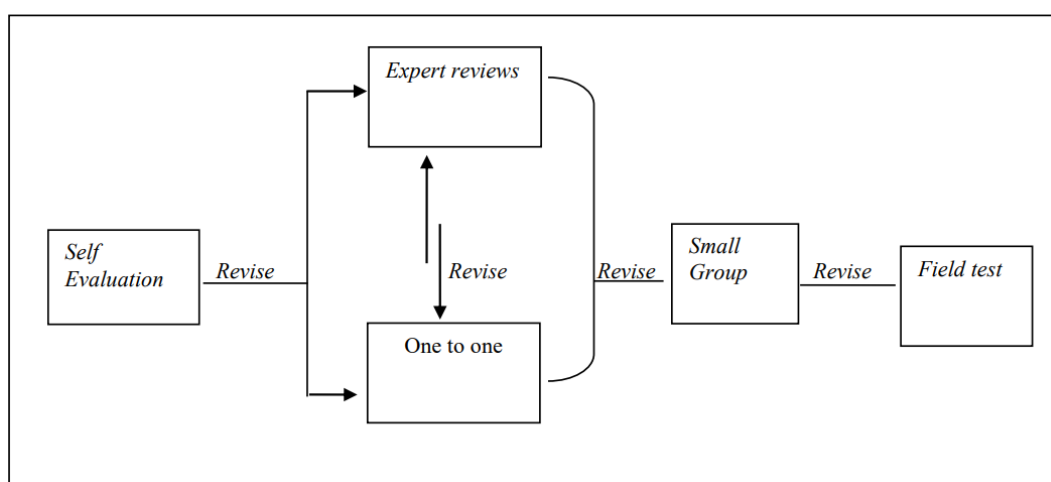 Expert reviews
Self
Evaluation
Revise
Revise
One to one
Revise
Small
Group
Revise
Field test